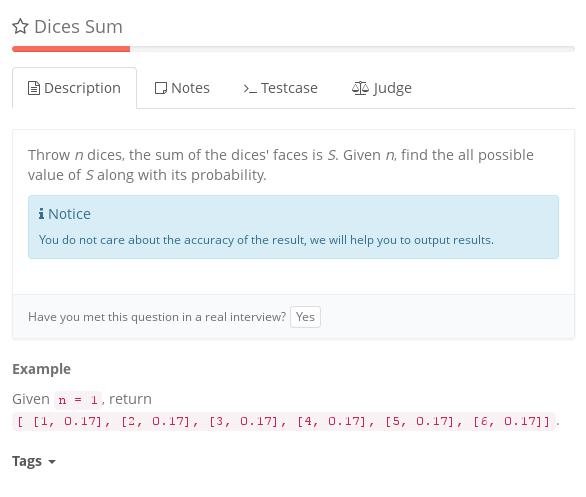 Dices Sum
Description Notes >_ Testcase Judge
Throw n dices, the sum of the dices' faces is S. Given n, find the all possible
value of S along with its probability.
i Notice
You do not care about the accuracy of the result, we will help you to output results.
Have you met this question in a real interview? Yes
Example
Given n = 1, return
[ [1, 0.17], [2, 0.17], [3, 0.17], [4, 0.17], [5, 0.17], [6, 0.17]].
Tags